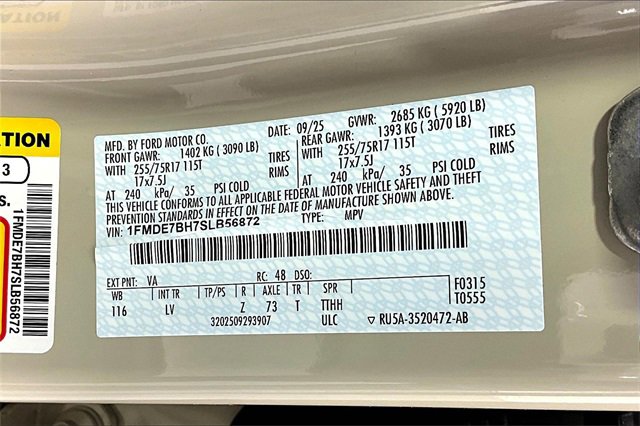 ATION
MFD. BY FORD MOTOR CO.
DATE: 09/25 GVWR: 2685 KG ( 5920 LB)
FRONT GAWR: 1402 KG ( 3090 LB) REAR GAWR: 1393 KG ( 3070 LB)
255/75R17 115T TIRES WITH 255/75R17 115T TIRES
17x7.5J RIMS 17x7.5J RIMS
AT 240 kPa/ 35 PSI COLD AT 240 kPa/ 35 PSI COLD
THIS VEHICLE CONFORMS TO ALL APPLICABLE FEDERAL MOTOR VEHICLE SAFETY AND THEFT
PREVENTION STANDARDS IN EFFECT ON THE DATE OF MANUFACTURE SHOWN ABOVE.
VIN: 1FMDE7BH7SLB56872 TYPE: MPV
EXT PNT: VA RC: 48 DSO:
WB INT TR TP/PS R AXLE TR SPR F0315
116 LV Z 73 T TTHH T0555
3202509293907 ULC ▽ RU5A-3520472-AB
ATION
3
S.
1FMDE7BH7SLB56872